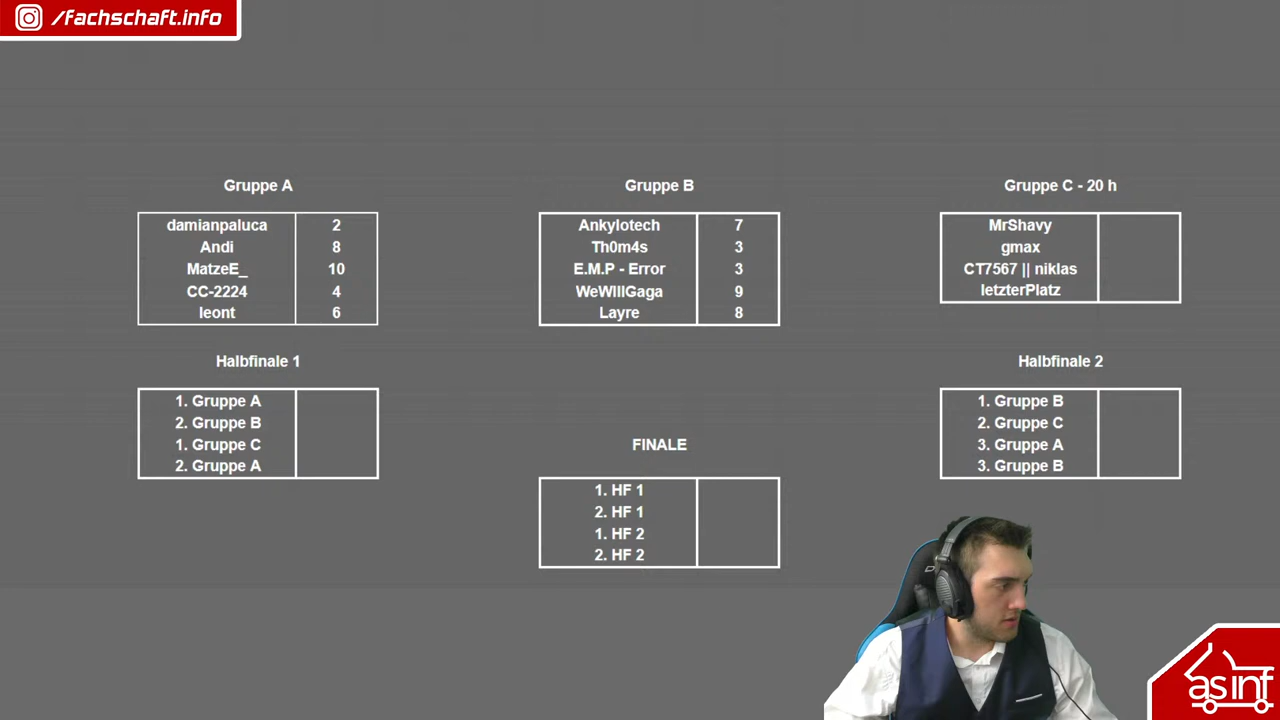 /fachschaft.info
Gruppe A
damianpaluca 2
Andi 8
MatzeE_ 10
CC-2224 4
leont 6
Gruppe B
Ankylotech 7
Th0m4s 3
E.M.P - Error 3
WeWIllGaga 9
Layre 8
Gruppe C - 20 h
MrShavy
gmax
CT7567 || niklas
letzterPlatz
Halbfinale 1
1. Gruppe A
2. Gruppe B
1. Gruppe C
2. Gruppe A
FINALE
1. HF 1
2. HF 1
1. HF 2
2. HF 2
Halbfinale 2
1. Gruppe B
2. Gruppe C
3. Gruppe A
3. Gruppe B
as inf